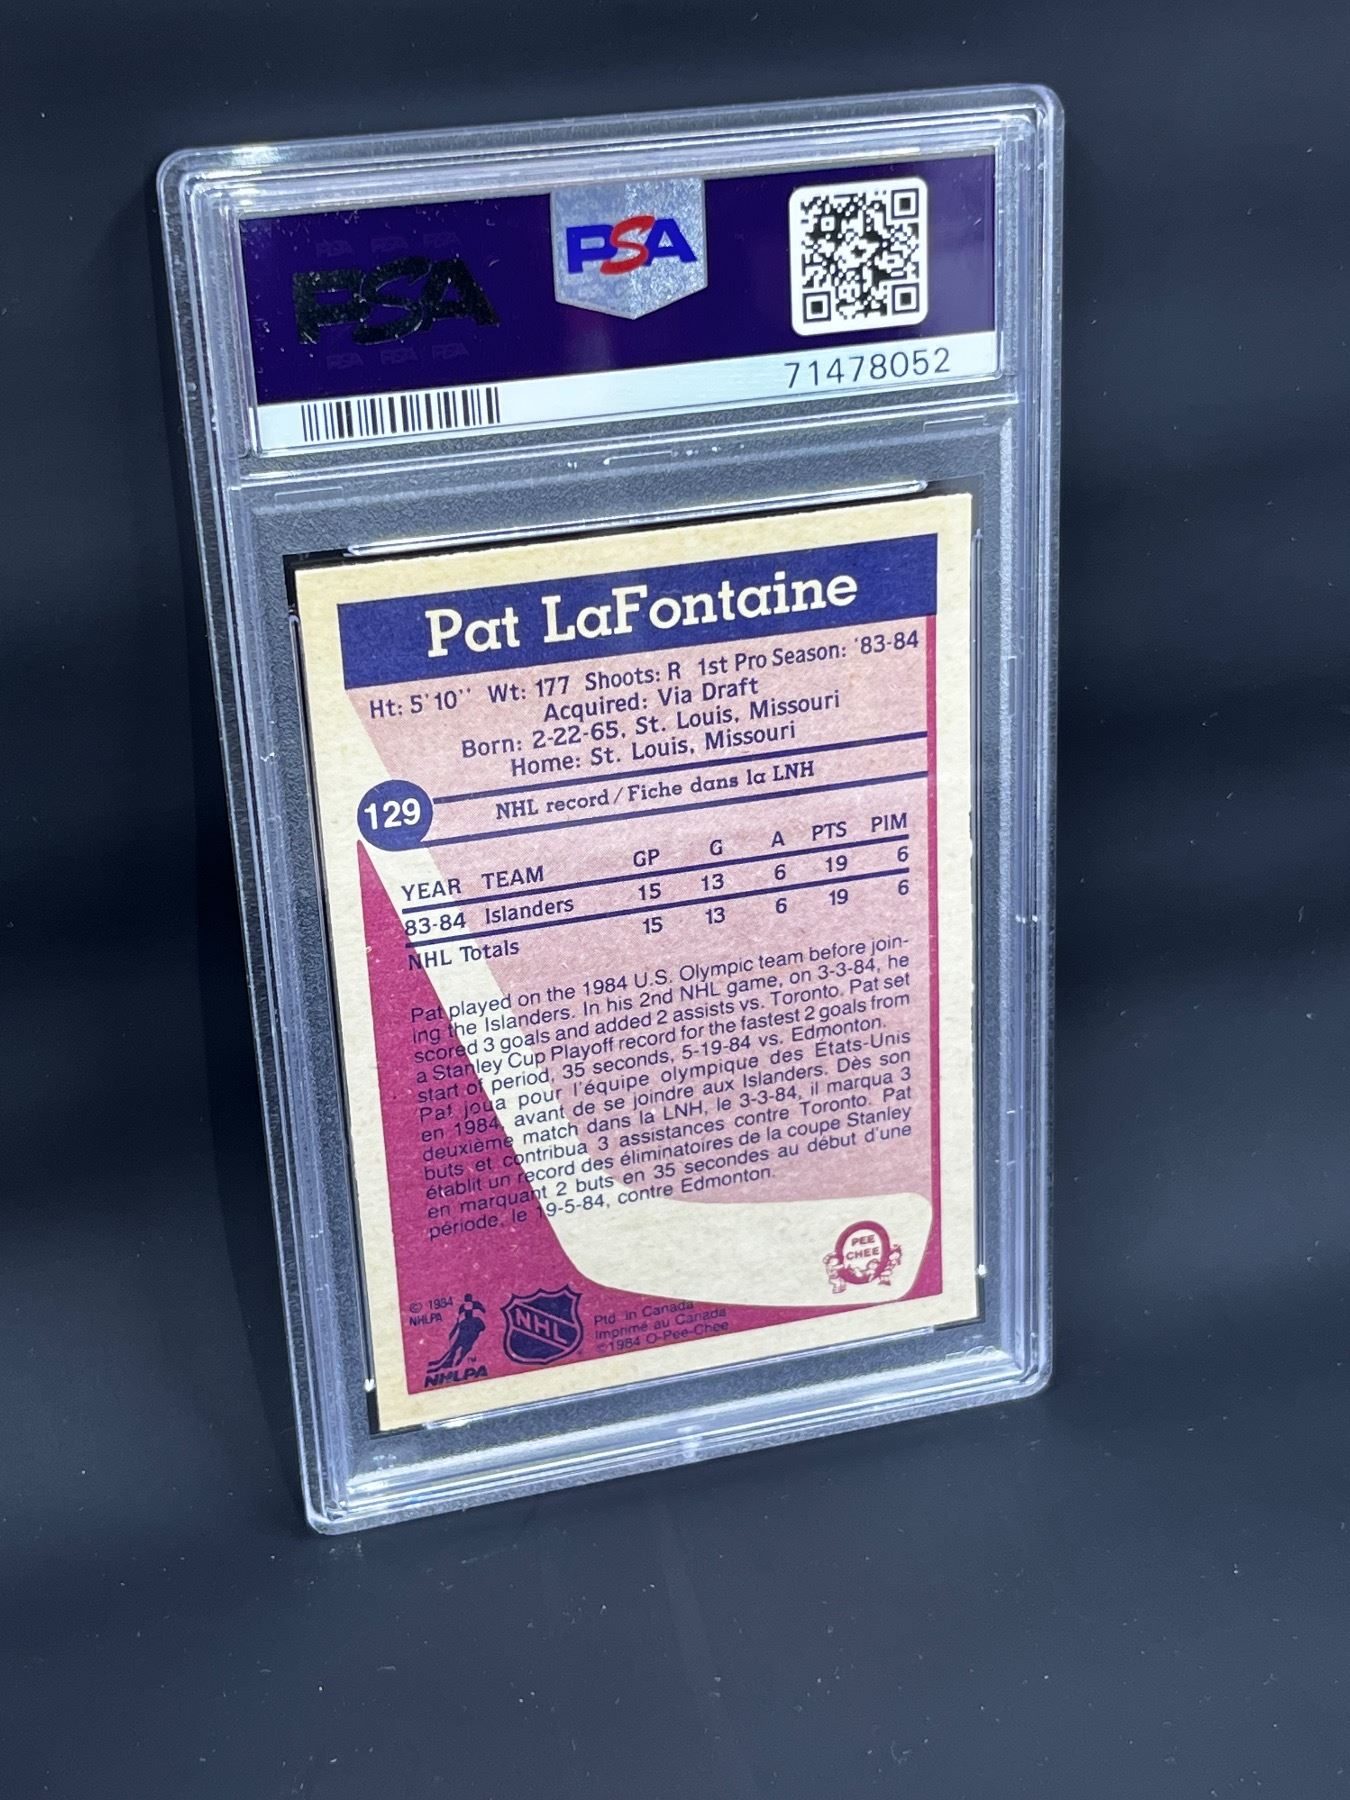 PSA
PSA
71478052
Pat LaFontaine
Ht: 5'10'' Wt: 177 Shoots: R 1st Pro Season: '83-84
Acquired: Via Draft
Born: 2-22-65, St. Louis, Missouri
Home: St. Louis, Missouri
129
NHL record/Fiche dans la LNH
YEAR TEAM GP G A PTS PIM
83-84 Islanders 15 13 6 19 6
NHL Totals 15 13 6 19 6
Pat played on the 1984 U.S. Olympic team before join-
ing the Islanders. In his 2nd NHL game, on 3-3-84, he
scored 3 goals and added 2 assists vs. Toronto. Pat set
a Stanley Cup Playoff record for the fastest 2 goals from
start of period, 35 seconds, 5-19-84 vs. Edmonton.
Pat joua pour l'équipe olympique des États-Unis
en 1984, avant de se joindre aux Islanders. Dès son
deuxième match dans la LNH, le 3-3-84, il marqua 3
buts et contribua 3 assistances contre Toronto. Pat
établit un record des éliminatoires de la coupe Stanley
en marquant 2 buts en 35 secondes au début d'une
période, le 19-5-84, contre Edmonton.
PEE
CHEE
© 1984
NHLPA
TM
NHLPA
NHL
Ptd. in Canada
Imprimé au Canada
©1984 O-Pee-Chee